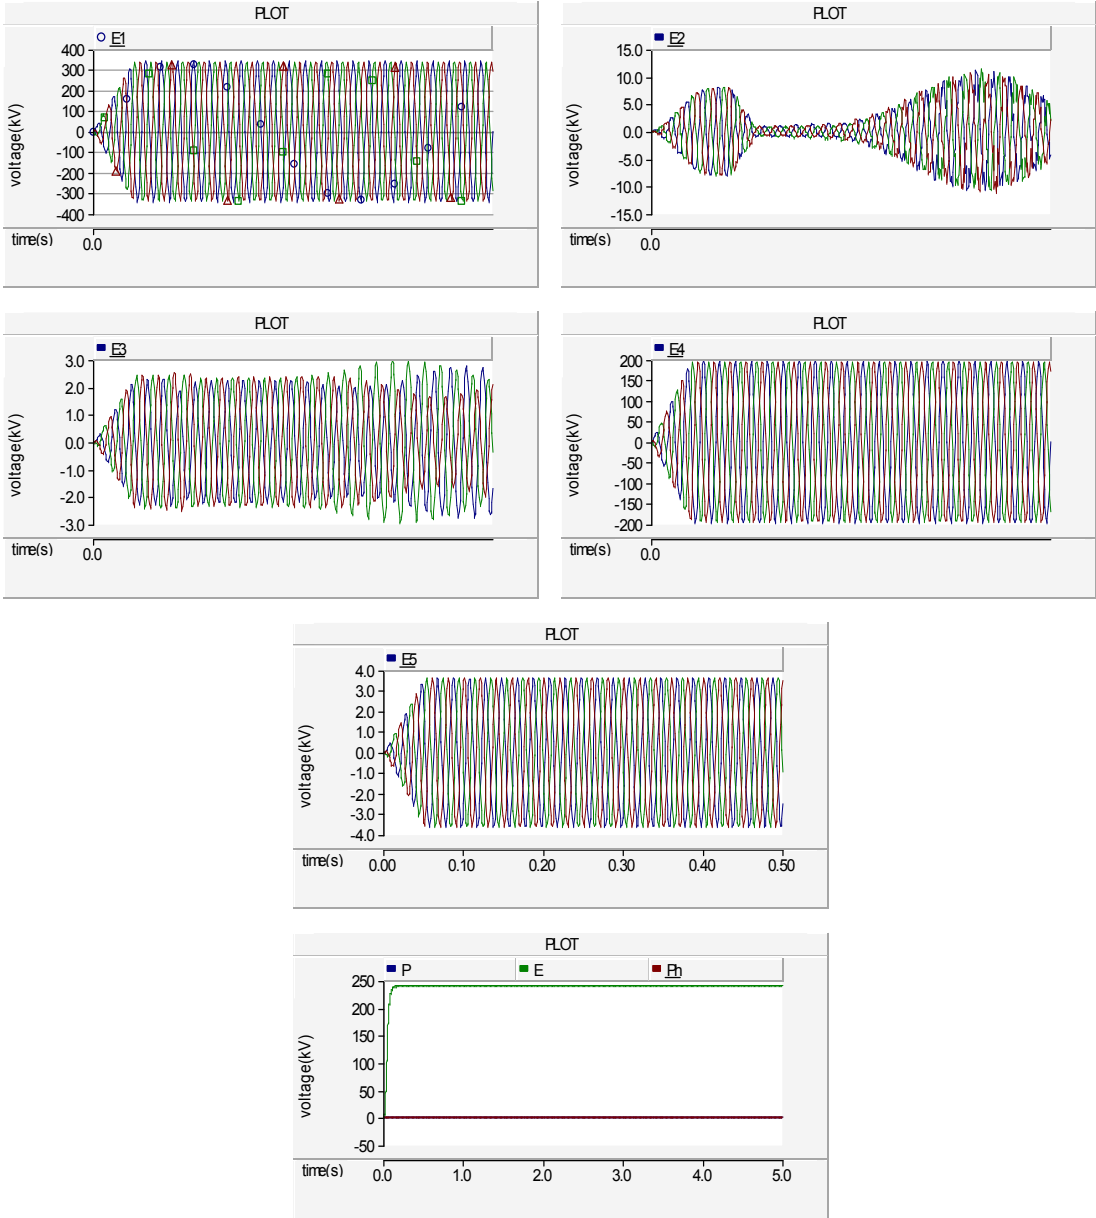 PLOT
E1
voltage(kV)
400
300
200
100
0
-100
-200
-300
-400
time(s)
0.0
PLOT
E2
voltage(kV)
15.0
10.0
5.0
0.0
-5.0
-10.0
-15.0
time(s)
0.0
PLOT
E3
voltage(kV)
3.0
2.0
1.0
0.0
-1.0
-2.0
-3.0
time(s)
0.0
PLOT
E4
voltage(kV)
200
150
100
50
0
-50
-100
-150
-200
time(s)
0.0
PLOT
E5
voltage(kV)
4.0
3.0
2.0
1.0
0.0
-1.0
-2.0
-3.0
-4.0
time(s)
0.00 0.10 0.20 0.30 0.40 0.50
PLOT
P E Ph
voltage(kV)
250
200
150
100
50
0
-50
time(s)
0.0 1.0 2.0 3.0 4.0 5.0